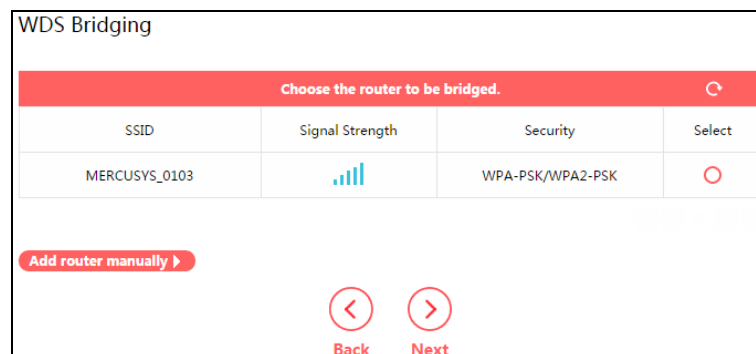 WDS Bridging
Choose the router to be bridged.
SSID Signal Strength Security Select
MERCUSYS_0103 WPA-PSK/WPA2-PSK
Add router manually
Back Next